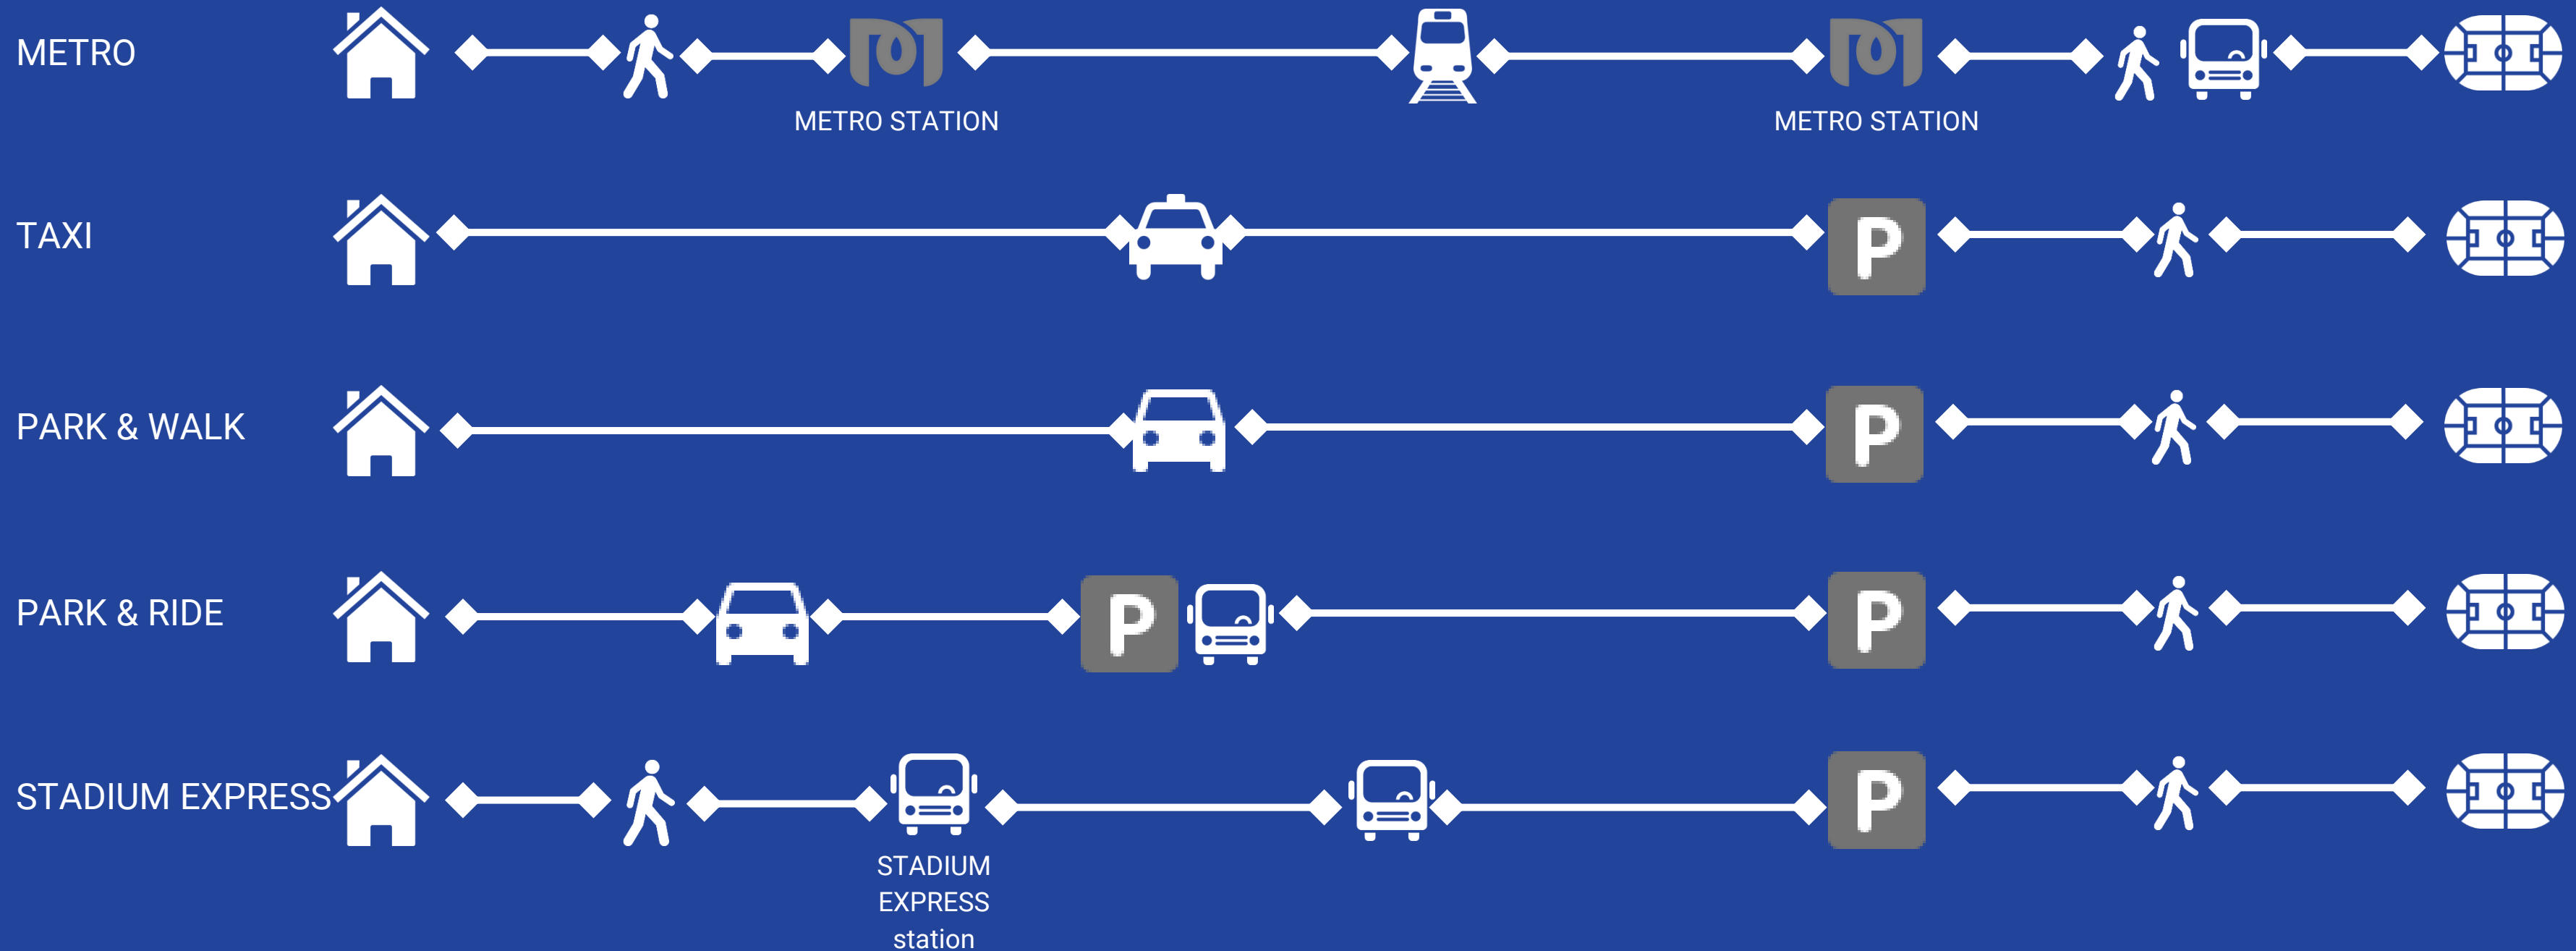 METRO
METRO STATION
METRO STATION
TAXI
P
PARK & WALK
P
PARK & RIDE
P
P
STADIUM EXPRESS
P
STADIUM
EXPRESS
station